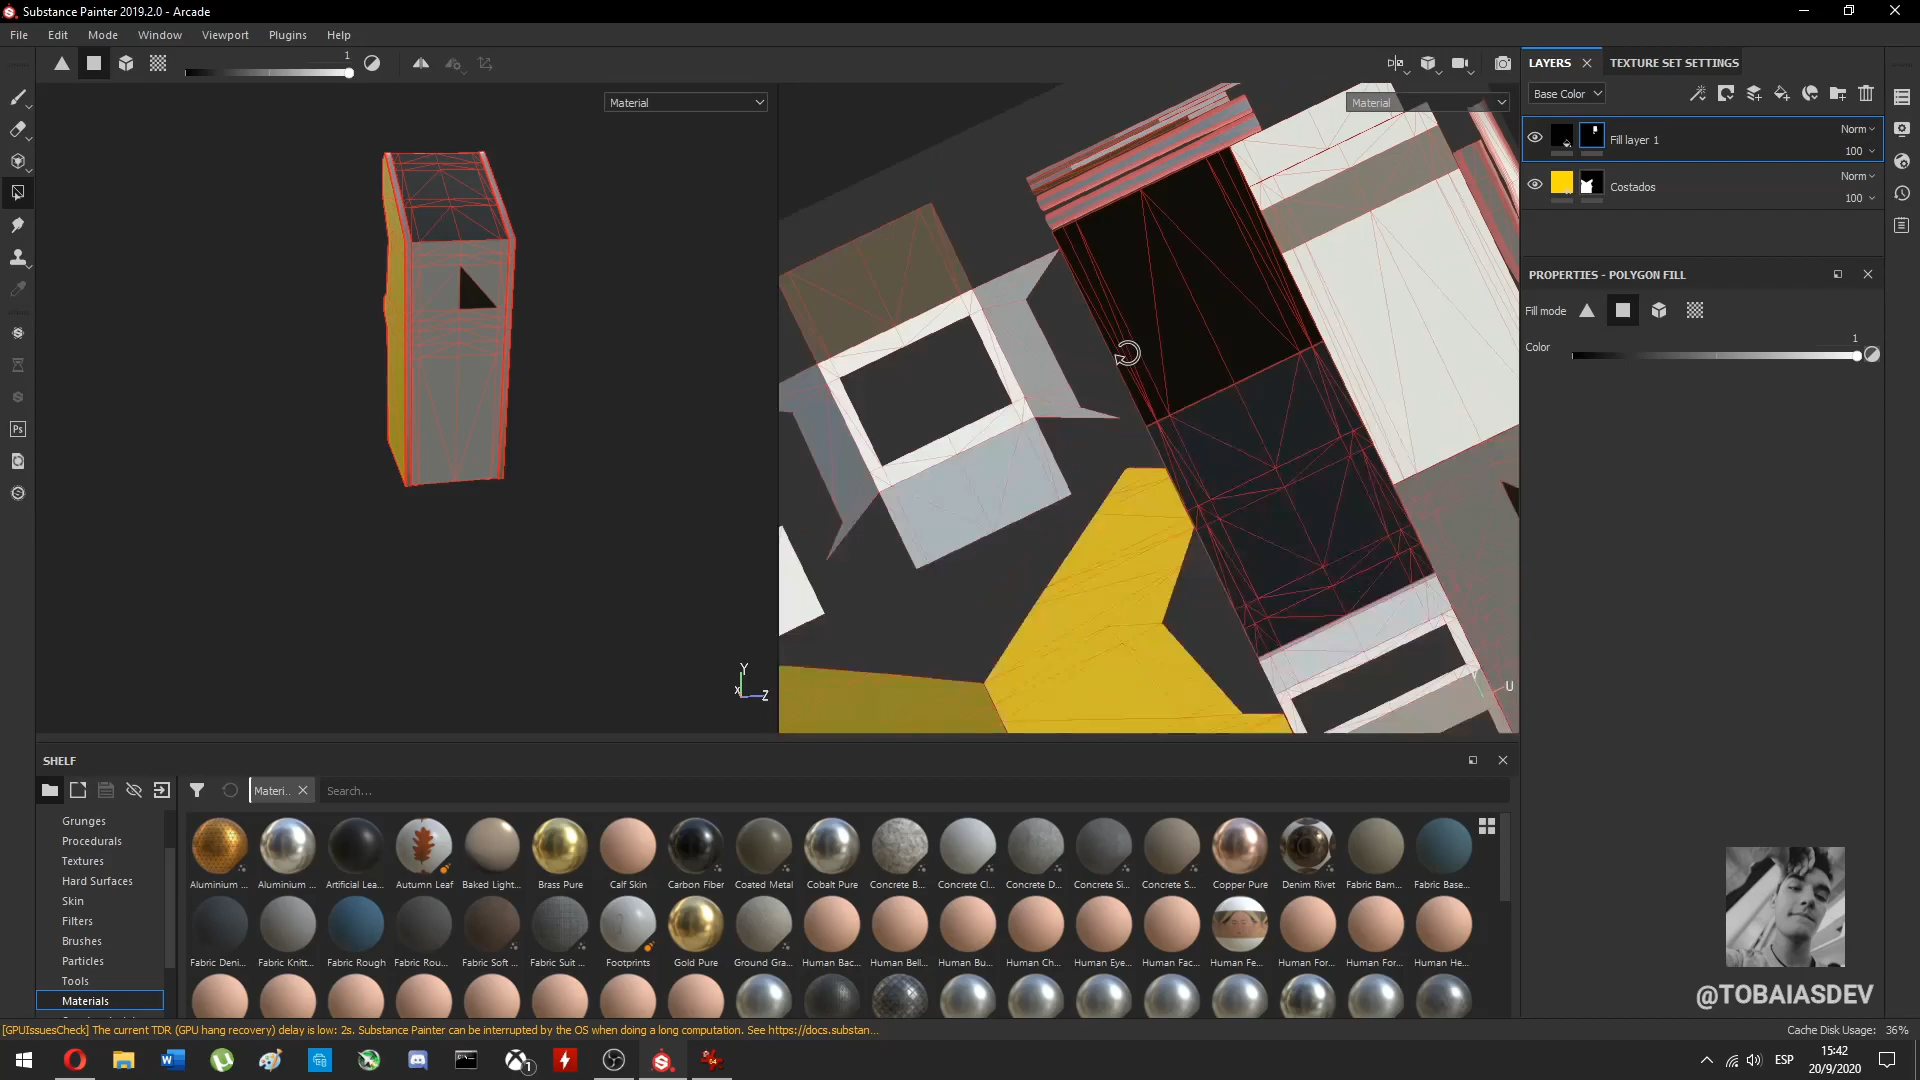 Substance Painter 2019.2.0 - Arcade
File Edit Mode Window Viewport Plugins Help
1
Material
Material
LAYERS
TEXTURE SET SETTINGS
Base Color
Fill layer 1
Norm
100
Costados
Norm
100
PROPERTIES - POLYGON FILL
Fill mode
Color
1
Y
X
Z
U
Ps
SHELF
Materi..
Search...
Grunges
Procedurals
Textures
Hard Surfaces
Skin
Filters
Brushes
Particles
Tools
Materials
Aluminium ... Aluminium ... Artificial Lea... Autumn Leaf Baked Light... Brass Pure Calf Skin Carbon Fiber Coated Metal Cobalt Pure Concrete B... Concrete Cl... Concrete D... Concrete Si... Concrete S... Copper Pure Denim Rivet Fabric Bam... Fabric Base...
Fabric Deni... Fabric Knitt... Fabric Rough Fabric Rou... Fabric Soft ... Fabric Suit ... Footprints Gold Pure Ground Gra... Human Bac... Human Bell... Human Bu... Human Ch... Human Eye... Human Fac... Human Fe... Human For... Human For... Human He...
@TOBAIASDEV
[GPUIssuesCheck] The current TDR (GPU hang recovery) delay is low: 2s. Substance Painter can be interrupted by the OS when doing a long computation. See https://docs.substan...
Cache Disk Usage: 36%
1
ESP
15:42
20/9/2020